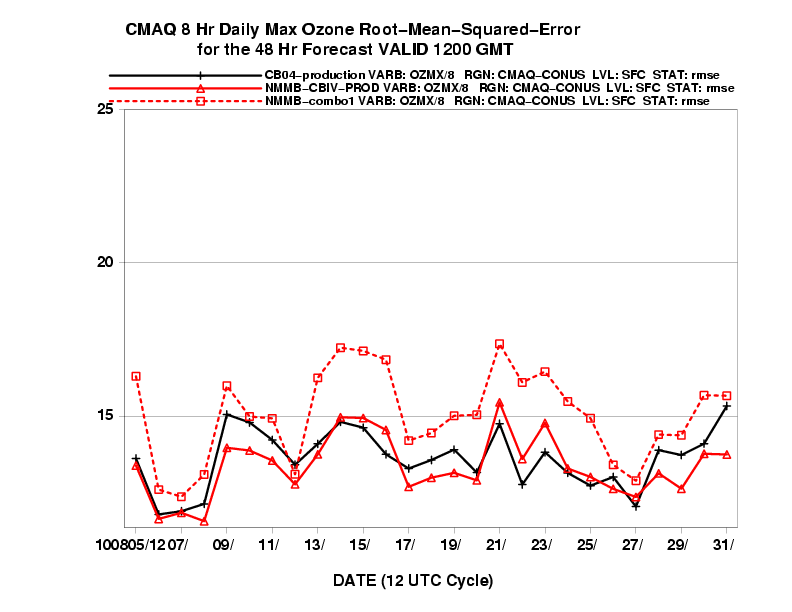 CMAQ 8 Hr Daily Max Ozone Root-Mean-Squared-Error
for the 48 Hr Forecast VALID 1200 GMT
CB04-production VARB: OZMX/8 RGN: CMAQ-CONUS LVL: SFC STAT: rmse
NMMB-CBIV-PROD VARB: OZMX/8 RGN: CMAQ-CONUS LVL: SFC STAT: rmse
NMMB-combo1 VARB: OZMX/8 RGN: CMAQ-CONUS LVL: SFC STAT: rmse
25
20
15
100805/12 07/ 09/ 11/ 13/ 15/ 17/ 19/ 21/ 23/ 25/ 27/ 29/ 31/
DATE (12 UTC Cycle)